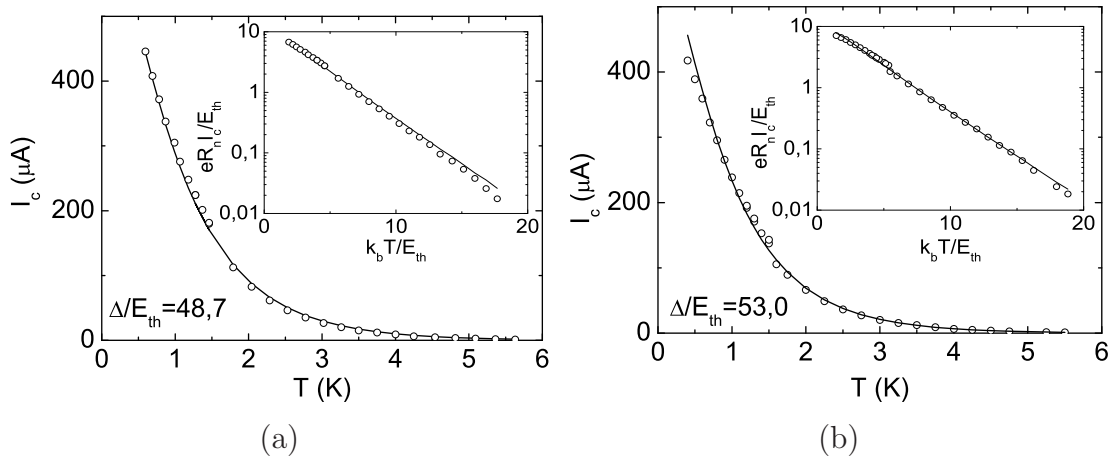 400
200
0
I_c (μA)
0 1 2 3 4 5 6
T (K)
Δ/E_th=48,7
10
1
0,1
0,01
eR_nI_c/E_th
0 10 20
k_bT/E_th
(a)
400
200
0
I_c (μA)
0 1 2 3 4 5 6
T (K)
Δ/E_th=53,0
10
1
0,1
0,01
eR_nI_c/E_th
0 10 20
k_bT/E_th
(b)